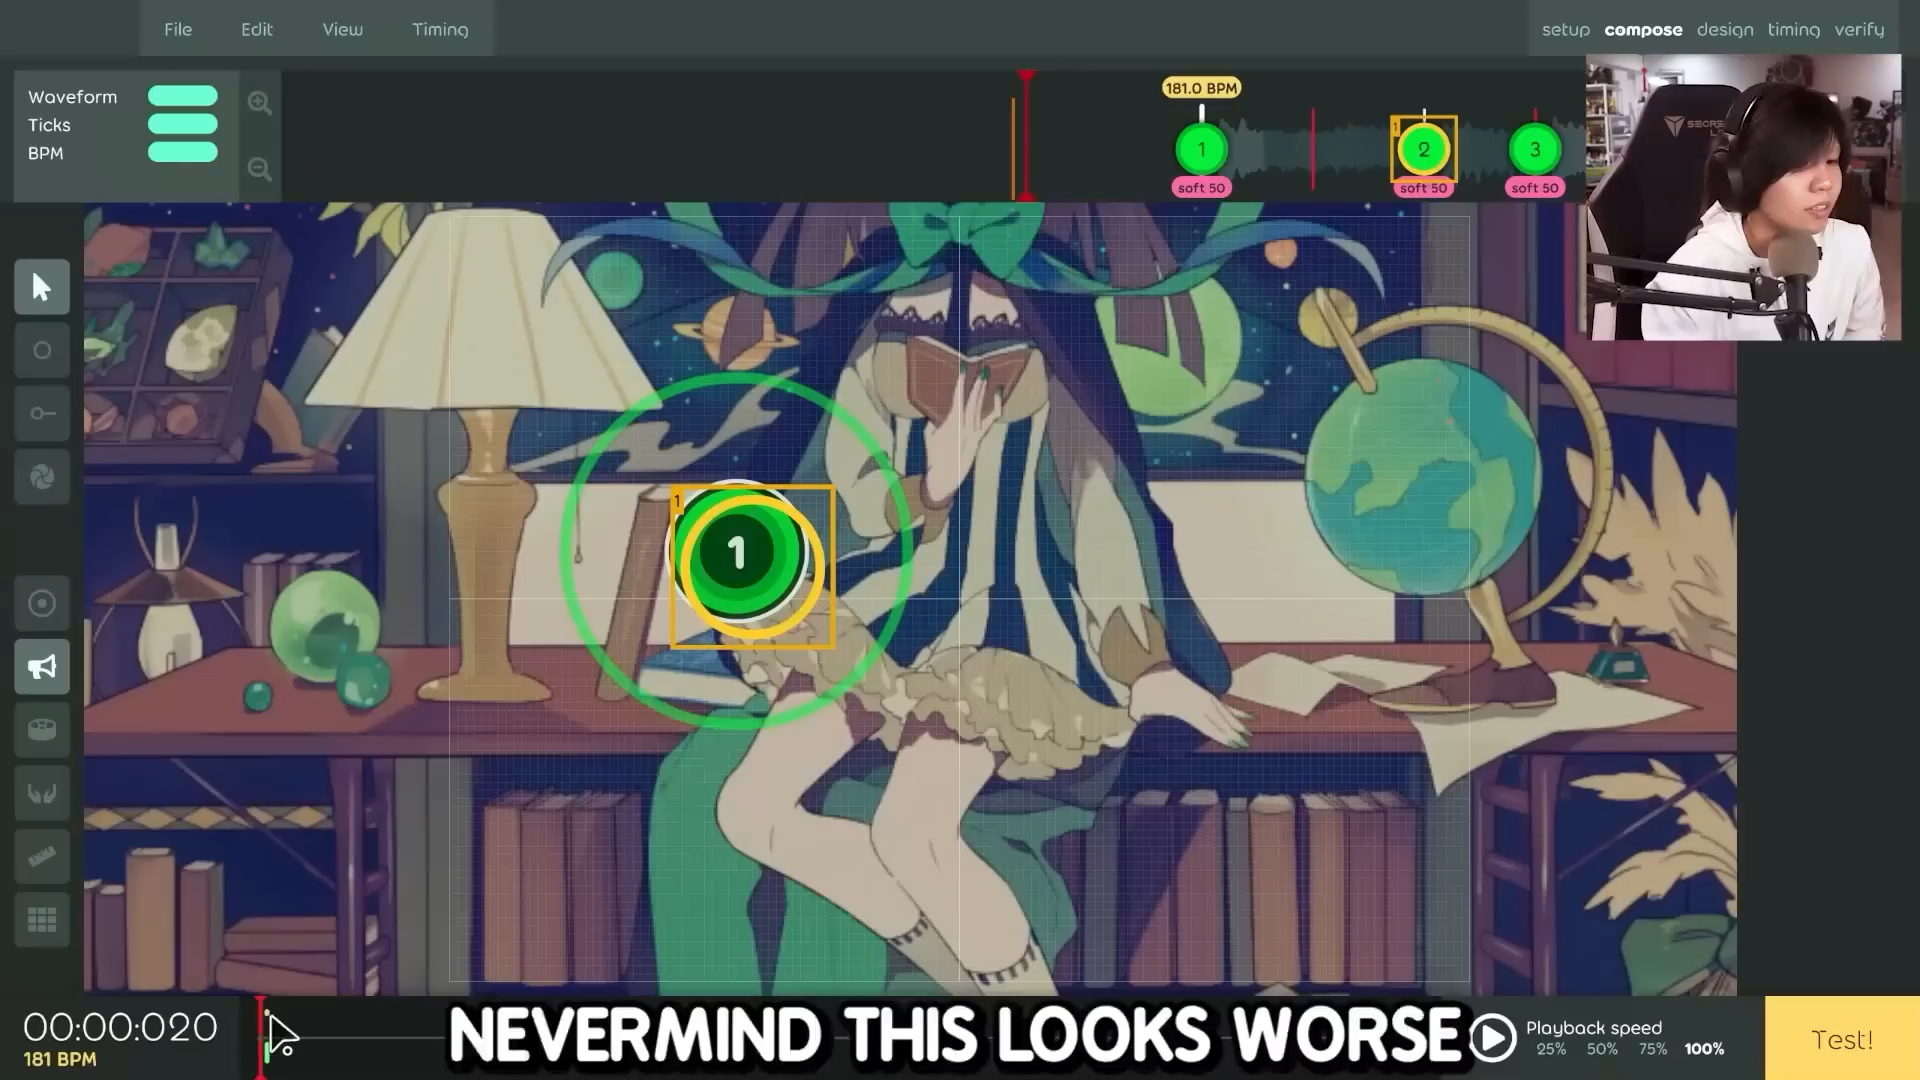 File Edit View Timing
setup compose design timing verify
Waveform
Ticks
BPM
181.0 BPM
1
1
2
3
soft 50
soft 50
soft 50
SECRE
1
1
00:00:020
181 BPM
NEVERMIND THIS LOOKS WORSE
Playback speed
25% 50% 75% 100%
Test!